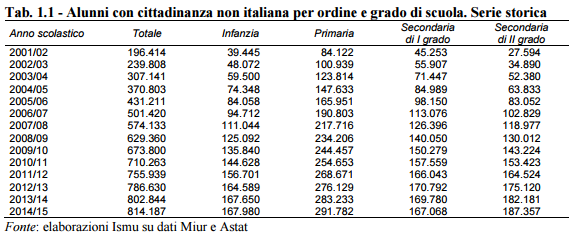 Tab. 1.1 - Alunni con cittadinanza non italiana per ordine e grado di scuola. Serie storica
Anno scolastico Totale Infanzia Primaria Secondaria di I grado Secondaria di II grado
2001/02 196.414 39.445 84.122 45.253 27.594
2002/03 239.808 48.072 100.939 55.907 34.890
2003/04 307.141 59.500 123.814 71.447 52.380
2004/05 370.803 74.348 147.633 84.989 63.833
2005/06 431.211 84.058 165.951 98.150 83.052
2006/07 501.420 94.712 190.803 113.076 102.829
2007/08 574.133 111.044 217.716 126.396 118.977
2008/09 629.360 125.092 234.206 140.050 130.012
2009/10 673.800 135.840 244.457 150.279 143.224
2010/11 710.263 144.628 254.653 157.559 153.423
2011/12 755.939 156.701 268.671 166.043 164.524
2012/13 786.630 164.589 276.129 170.792 175.120
2013/14 802.844 167.650 283.233 169.780 182.181
2014/15 814.187 167.980 291.782 167.068 187.357
Fonte: elaborazioni Ismu su dati Miur e Astat